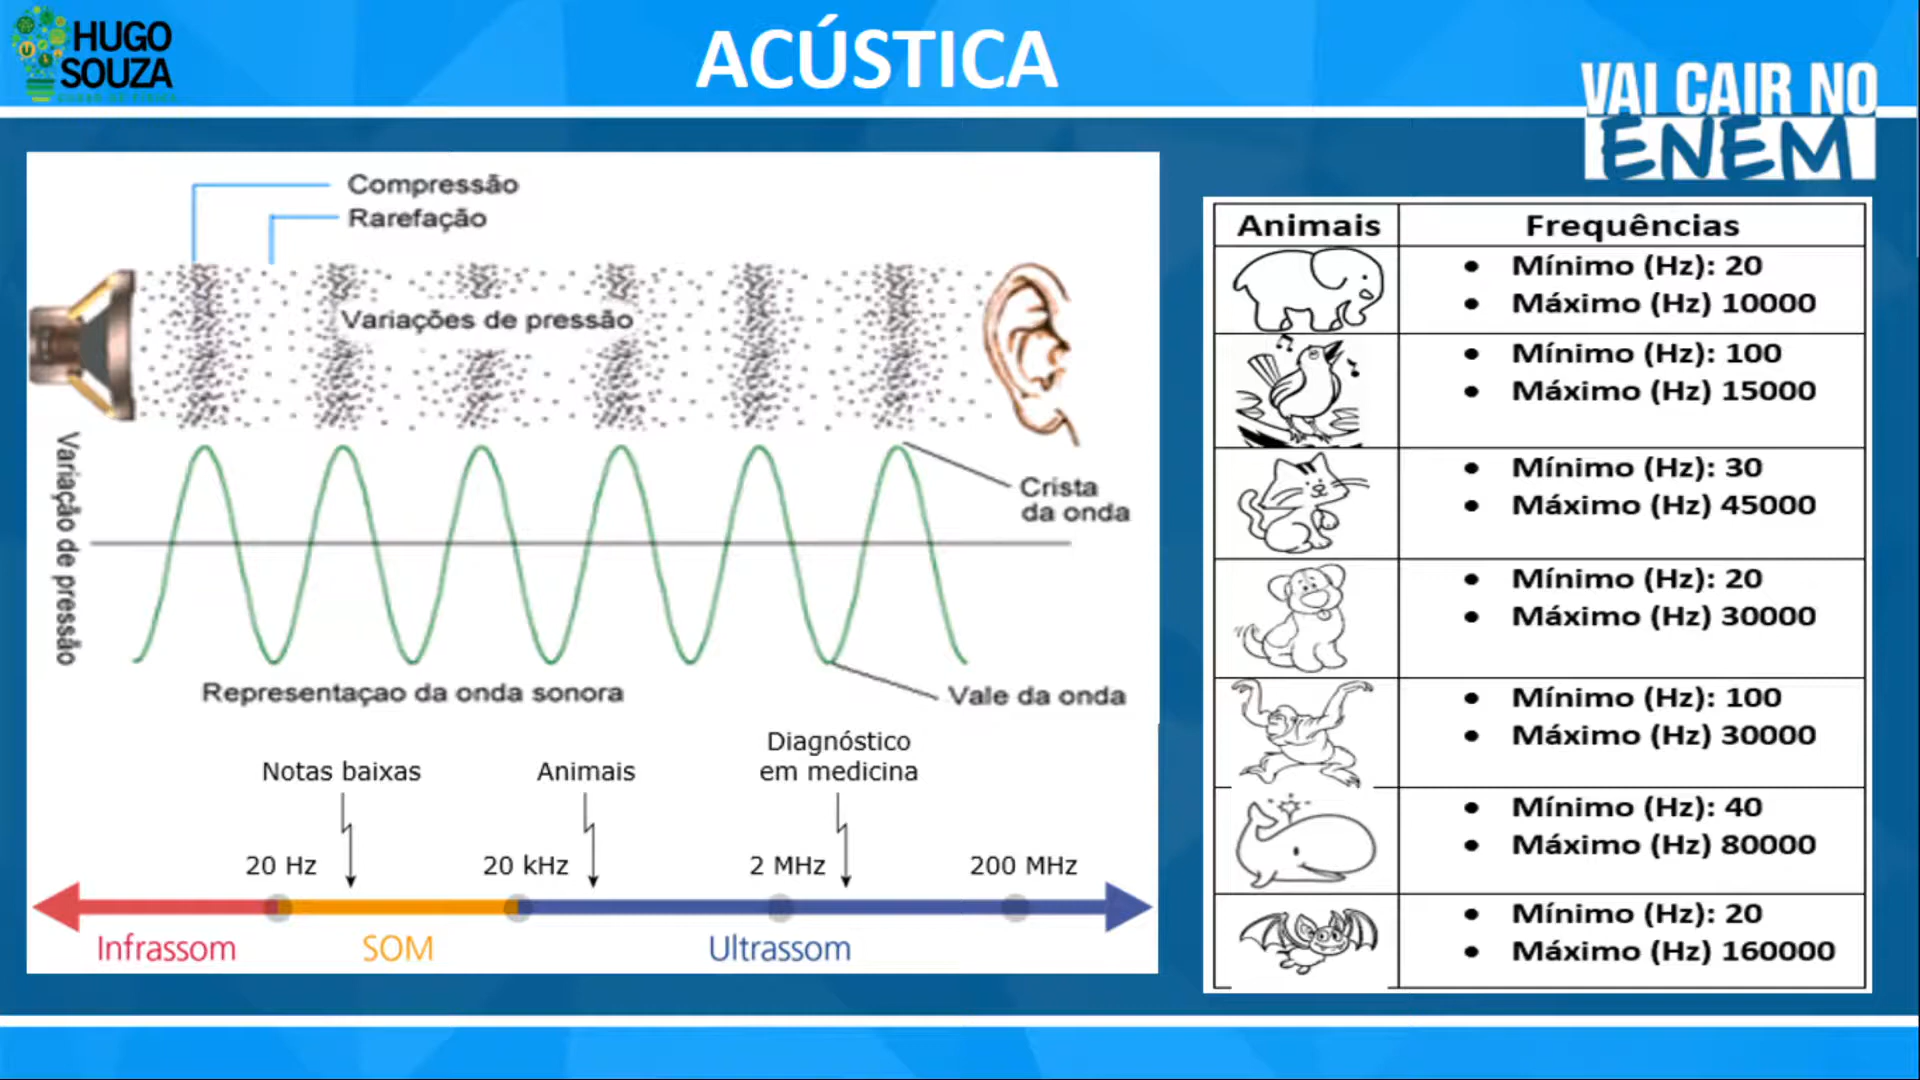 HUGO
SOUZA
ACÚSTICA
VAI CAIR NO
ENEM
Compressão
Rarefação
Variações de pressão
Variação de pressão
Crista
da onda
Representaçao da onda sonora
Vale da onda
Notas baixas
Animais
Diagnóstico
em medicina
20 Hz
20 kHz
2 MHz
200 MHz
Infrassom
SOM
Ultrassom
Animais Frequências
• Mínimo (Hz): 20
• Máximo (Hz) 10000
• Mínimo (Hz): 100
• Máximo (Hz) 15000
• Mínimo (Hz): 30
• Máximo (Hz) 45000
• Mínimo (Hz): 20
• Máximo (Hz) 30000
• Mínimo (Hz): 100
• Máximo (Hz) 30000
• Mínimo (Hz): 40
• Máximo (Hz) 80000
• Mínimo (Hz): 20
• Máximo (Hz) 160000